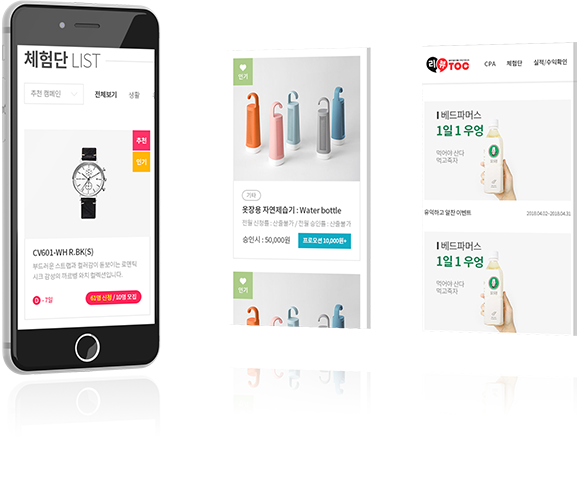 체험단 LIST
추천 캠페인
전체보기
생활
추천
인기
CV601-WH R.BK(S)
부드러운 스트랩과 컬러감이 돋보이는 로맨틱
시크 감성의 까르뱅 와치 컬렉션입니다.
D - 7일
61명 신청 / 10명 모집
인기
기타
옷장용 자연제습기 : Water bottle
전월 신청률 : 산출불가 / 전월 승인률 : 산출불가
승인시 : 50,000원
프로모션 10,000원+
인기
리뷰TOC
CPA
체험단
실적/수익확인
베드파머스
1일 1 우엉
먹어야 산다
먹고죽자
유익하고 알찬 이벤트
2018.04.02~2018.04.31
베드파머스
1일 1 우엉
먹어야 산다
먹고죽자